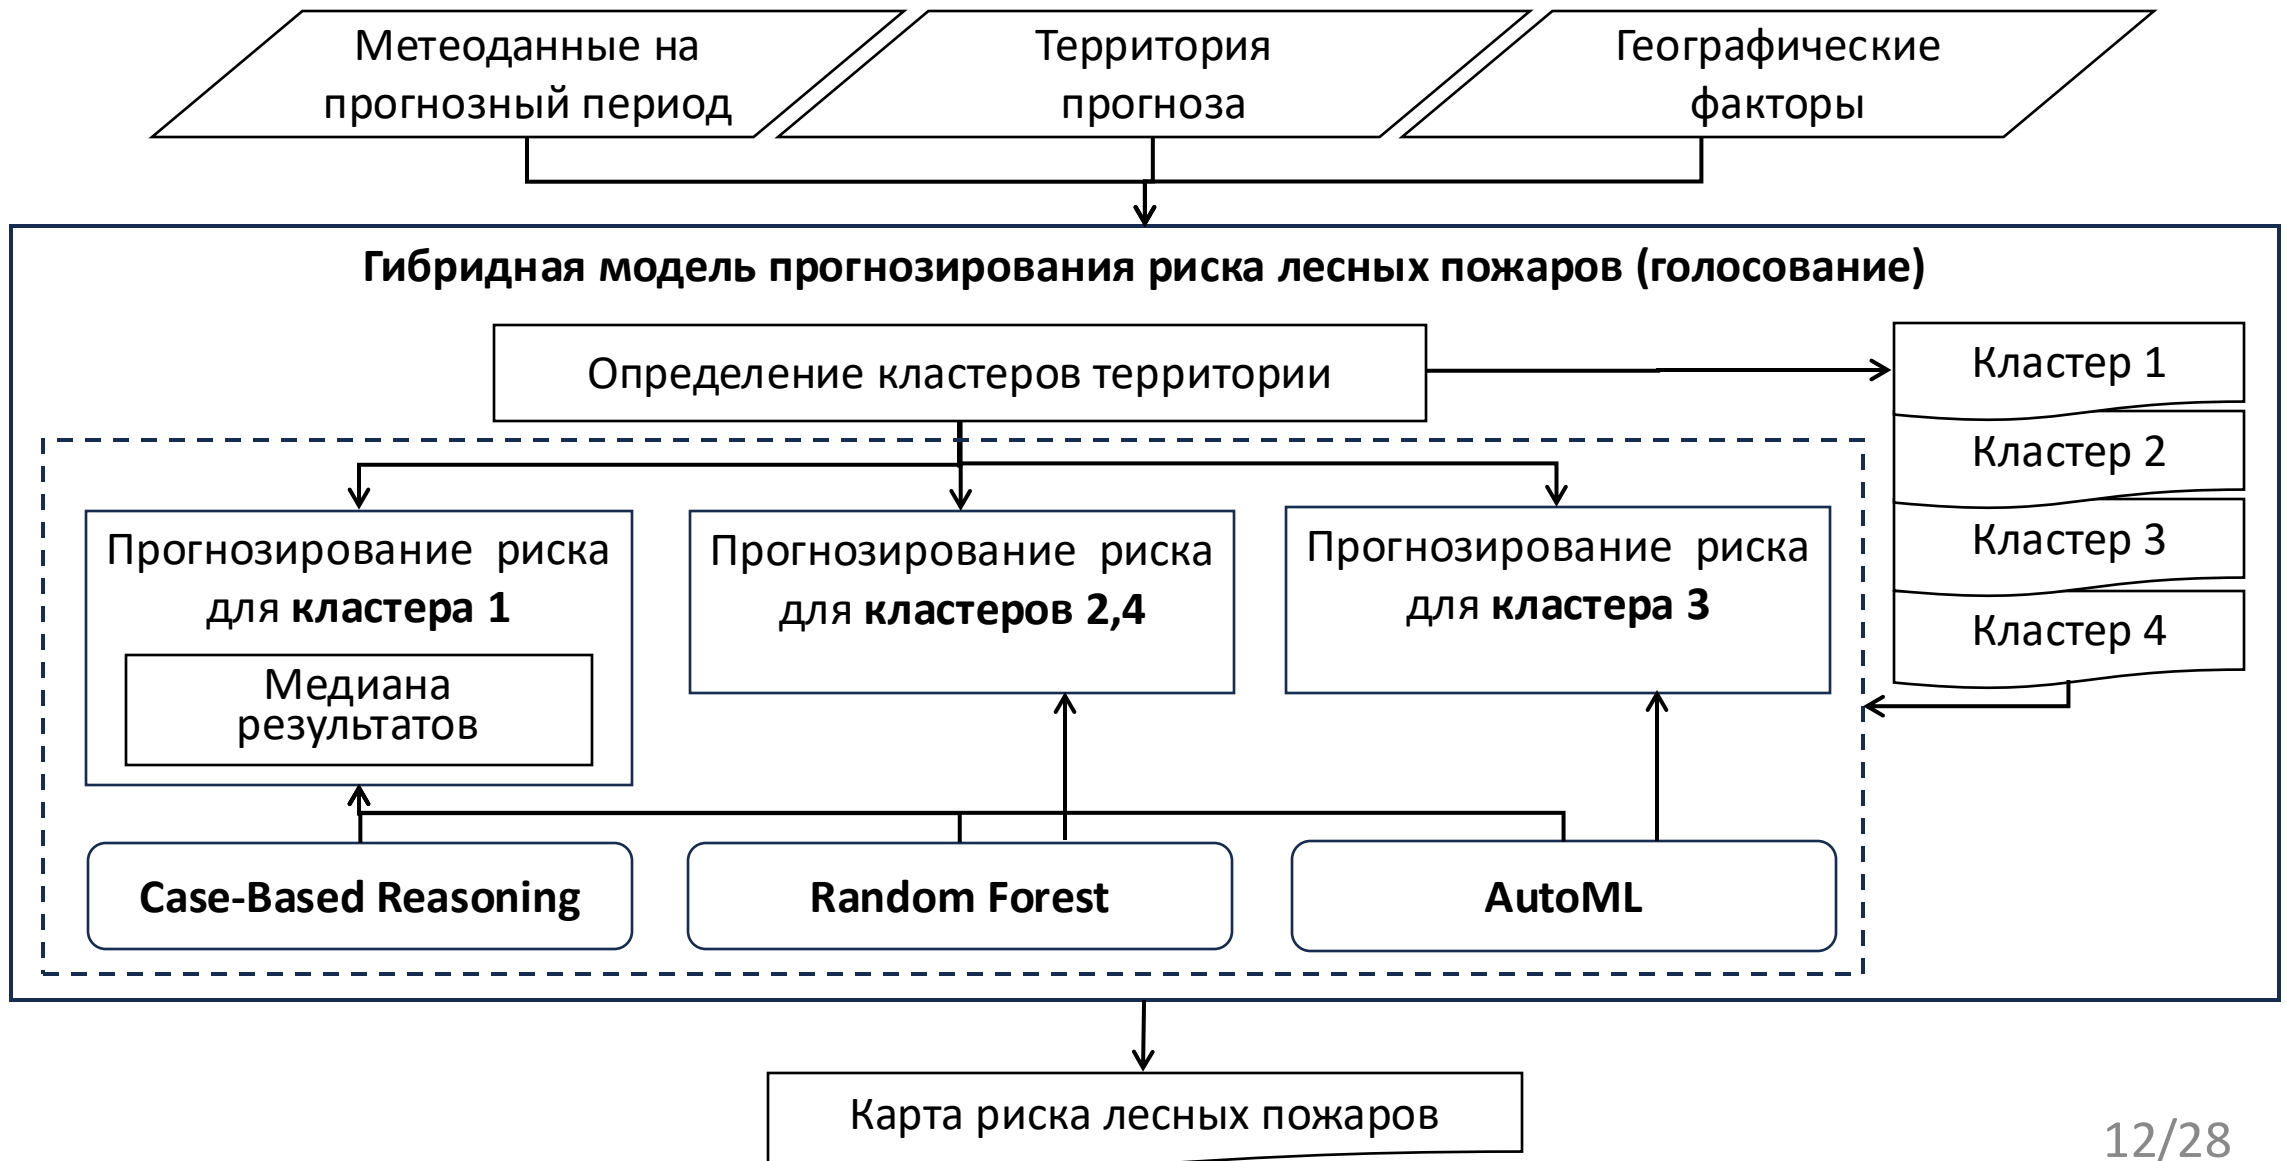 Метеоданные на
прогнозный период
Территория
прогноза
Географические
факторы
Гибридная модель прогнозирования риска лесных пожаров (голосование)
Определение кластеров территории
Кластер 1
Кластер 2
Кластер 3
Кластер 4
Прогнозирование риска
для кластера 1
Медиана
результатов
Прогнозирование риска
для кластеров 2,4
Прогнозирование риска
для кластера 3
Case-Based Reasoning
Random Forest
AutoML
Карта риска лесных пожаров
12/28